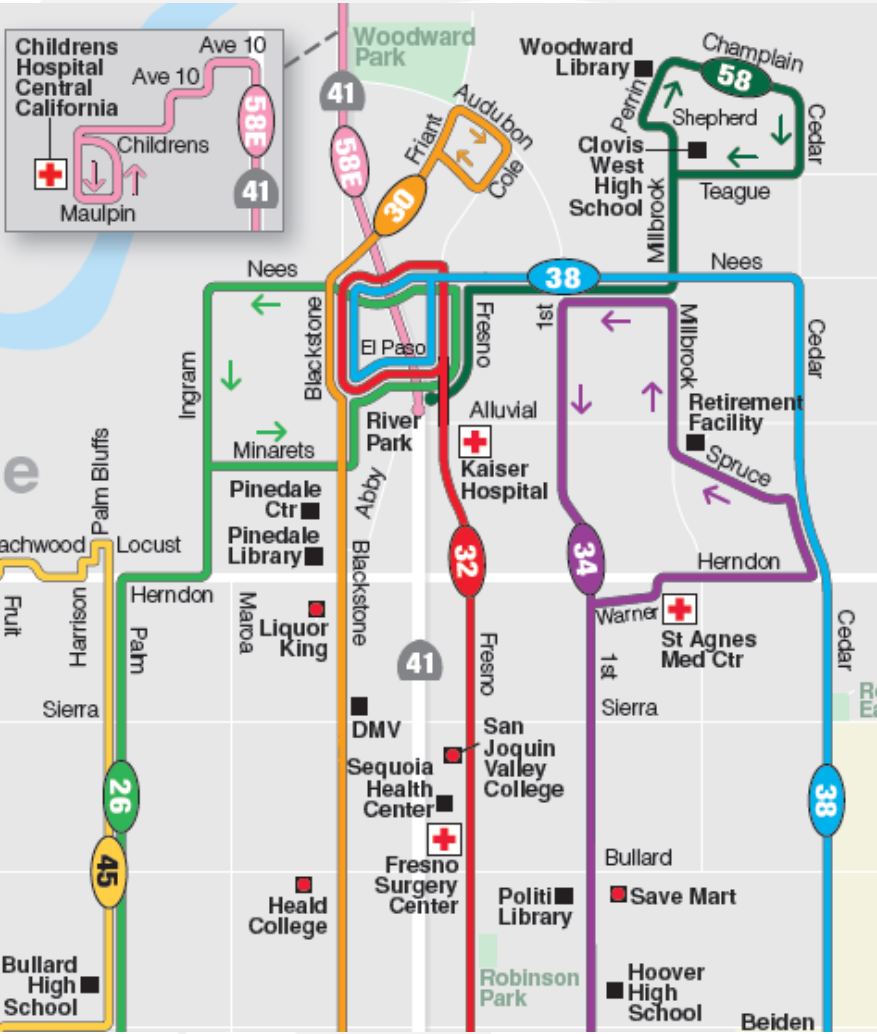 Childrens
Hospital
Central
California
Ave 10
Ave 10
Childrens
Maulpin
58E
41
Woodward
Park
41
58E
Audubon
Friant
Cole
30
Woodward
Library
Champlain
58
Perrin
Shepherd
Cedar
Clovis
West
High
School
Teague
Millbrook
Nees
38
Nees
Blackstone
El Paso
Fresno
1st
Millbrook
Cedar
Ingram
Minarets
River
Park
Alluvial
Retirement
Facility
Kaiser
Hospital
Spruce
e
Palm Bluffs
Pinedale
Ctr
Abby
Pinedale
Library
achwood
Locust
Blackstone
32
34
Herndon
Fruit
Harrison
Herndon
Palm
Maroa
Liquor
King
Warner
St Agnes
Med Ctr
41
Fresno
1st
Cedar
Sierra
Sierra
DMV
San
Joquin
Valley
College
Sequoia
Health
Center
26
38
45
Fresno
Surgery
Center
Bullard
Heald
College
Politi
Library
Save Mart
Bullard
High
School
Robinson
Park
Hoover
High
School
Beiden